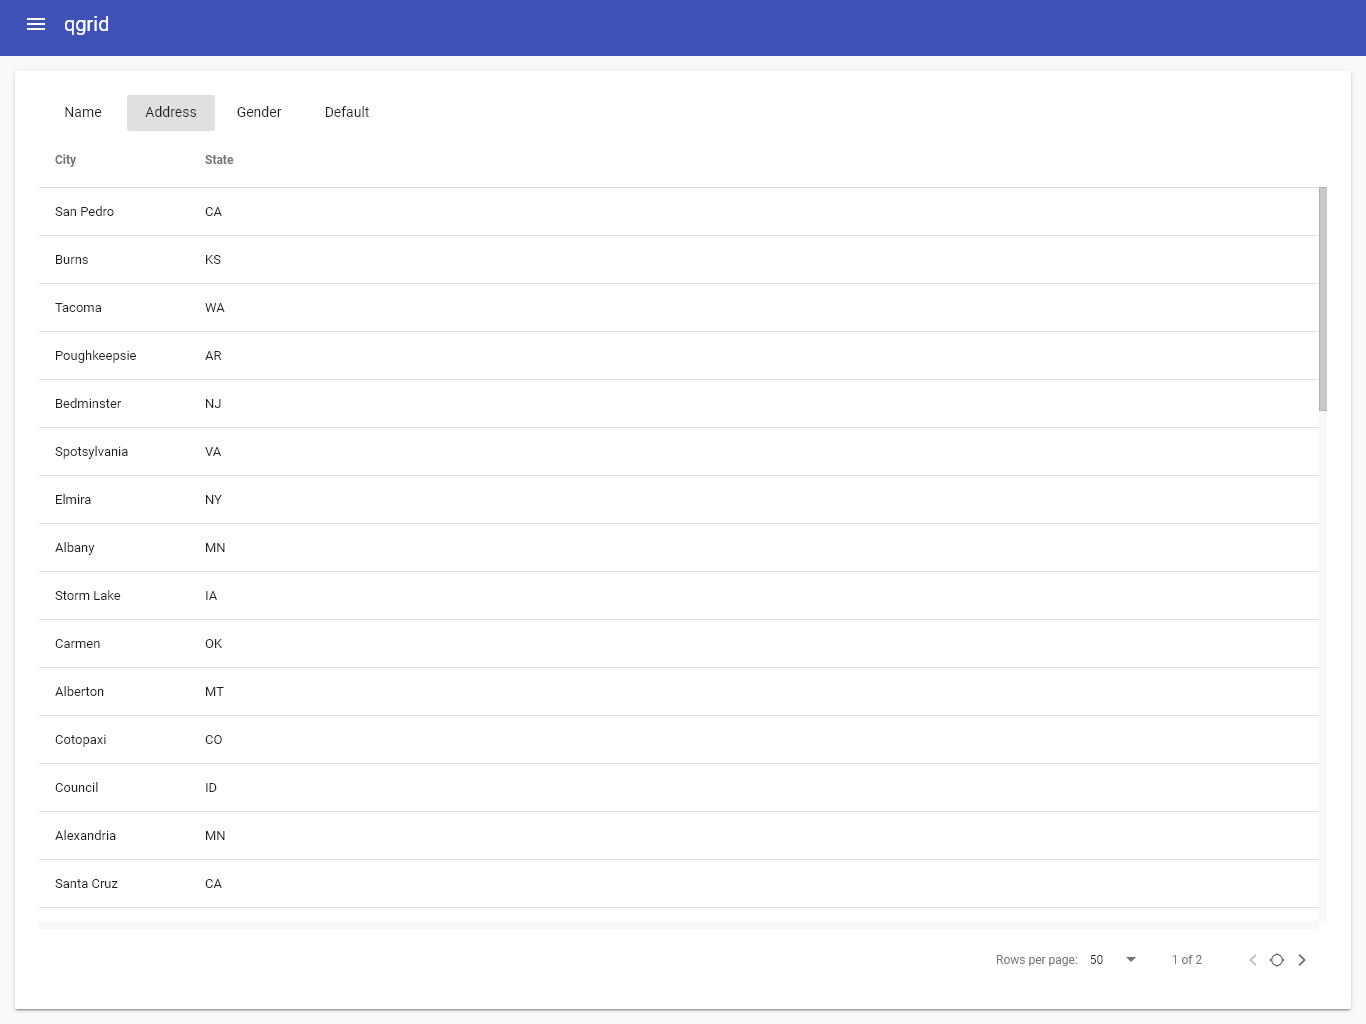 qgrid
Name Address Gender Default
City State
San Pedro CA
Burns KS
Tacoma WA
Poughkeepsie AR
Bedminster NJ
Spotsylvania VA
Elmira NY
Albany MN
Storm Lake IA
Carmen OK
Alberton MT
Cotopaxi CO
Council ID
Alexandria MN
Santa Cruz CA
Rows per page: 50 1 of 2